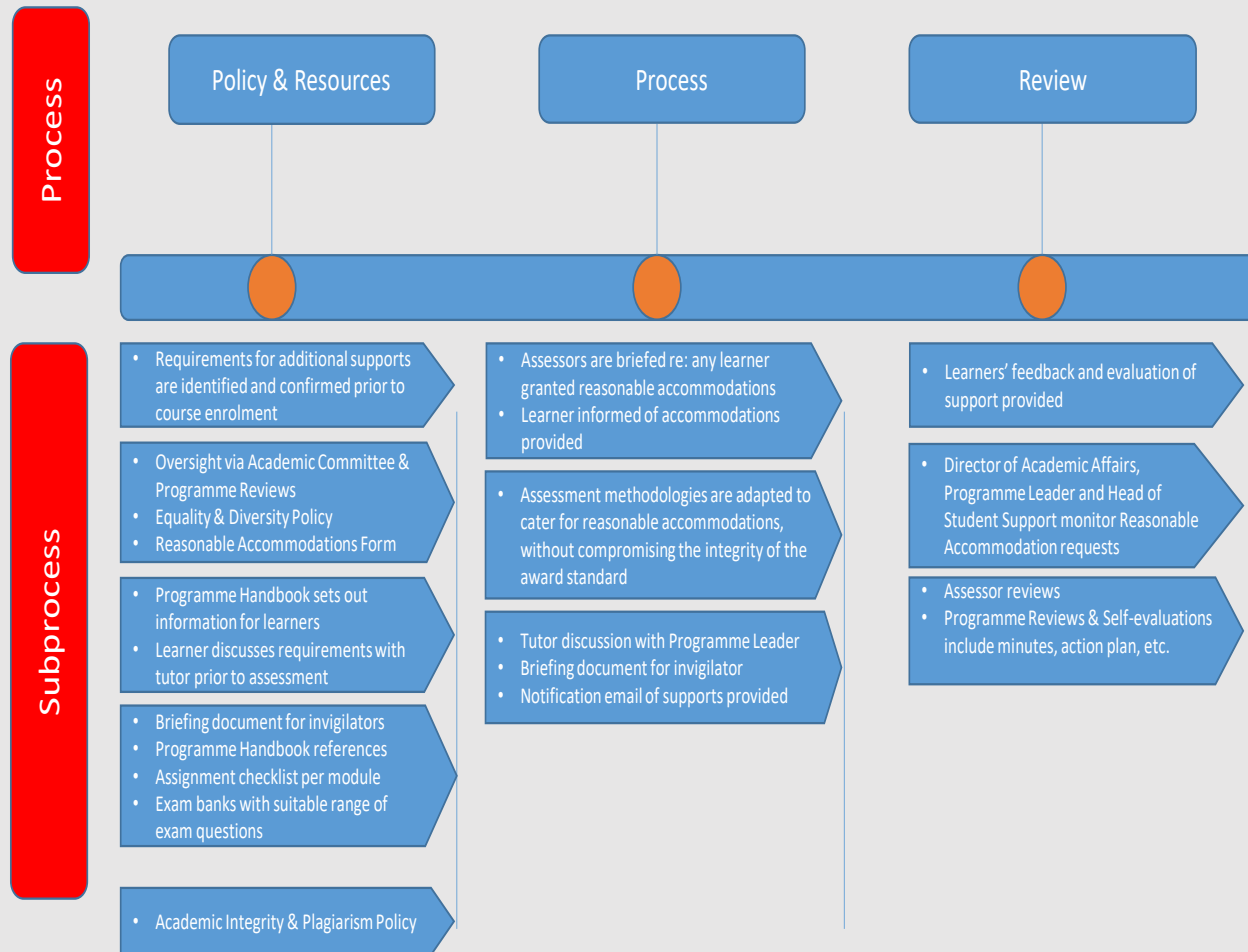 Process
Policy & Resources
Process
Review
Subprocess
• Requirements for additional supports
are identified and confirmed prior to
course enrolment
• Oversight via Academic Committee &
Programme Reviews
• Equality & Diversity Policy
• Reasonable Accommodations Form
• Programme Handbook sets out
information for learners
• Learner discusses requirements with
tutor prior to assessment
• Briefing document for invigilators
• Programme Handbook references
• Assignment checklist per module
• Exam banks with suitable range of
exam questions
• Academic Integrity & Plagiarism Policy
• Assessors are briefed re: any learner
granted reasonable accommodations
• Learner informed of accommodations
provided
• Assessment methodologies are adapted to
cater for reasonable accommodations,
without compromising the integrity of the
award standard
• Tutor discussion with Programme Leader
• Briefing document for invigilator
• Notification email of supports provided
• Learners’ feedback and evaluation of
support provided
• Director of Academic Affairs,
Programme Leader and Head of
Student Support monitor Reasonable
Accommodation requests
• Assessor reviews
• Programme Reviews & Self-evaluations
include minutes, action plan, etc.